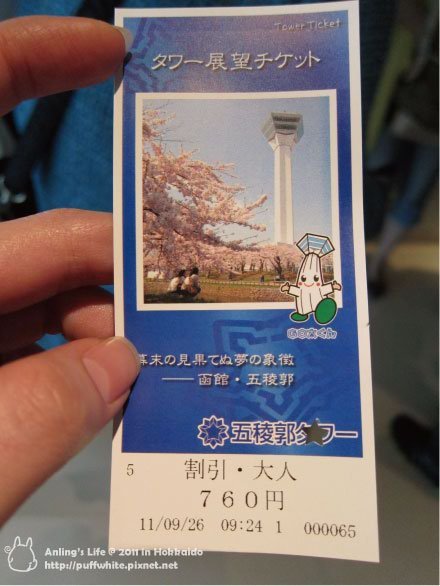 TowerTicket
タワー展望チケット
幕末の見果てぬ夢の象徴
――函館・五稜郭
五稜郭タワー
5 割引・大人
760円
11/09/26 09:24 1 000065
Anling's Life @ 2011 in Hokkaido
http://puffwhite.pixnet.net